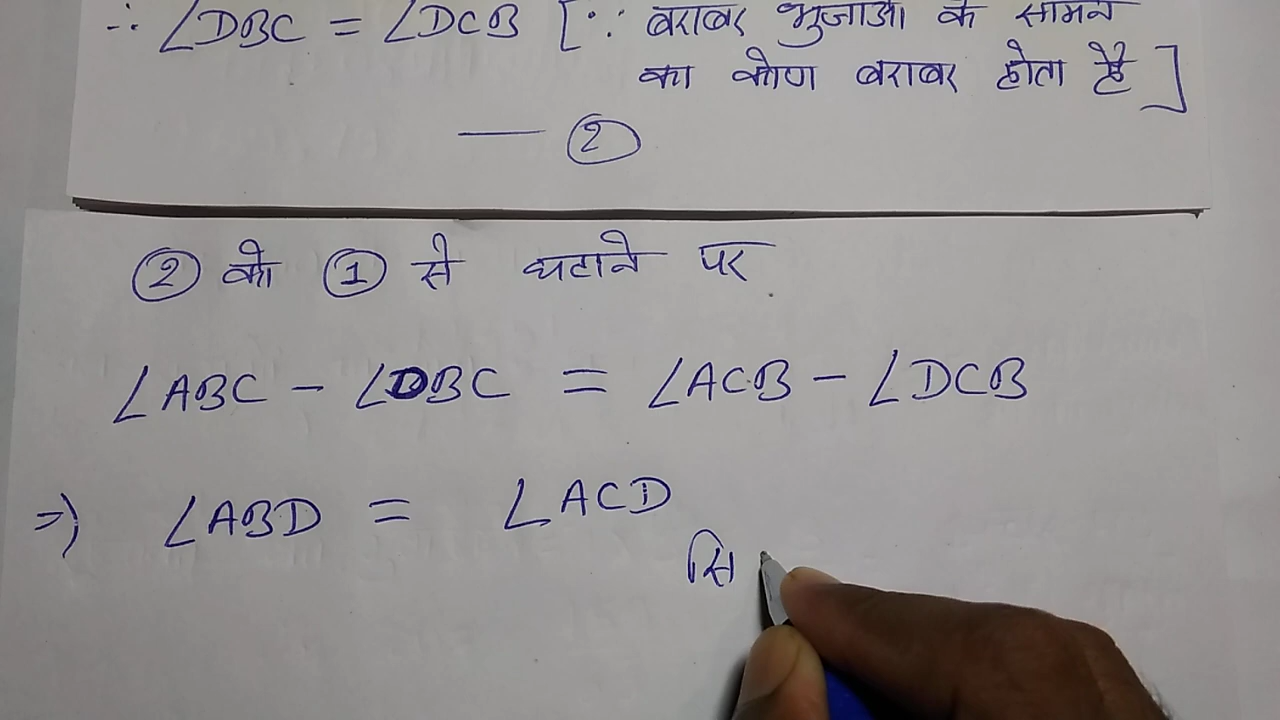 ∴ ∠DBC = ∠DCB [∵ बराबर भुजाओं के सामने
का कोण बराबर होता है]
— ②
② को ① से घटाने पर
∠ABC - ∠DBC = ∠ACB - ∠DCB
=> ∠ABD = ∠ACD
सि